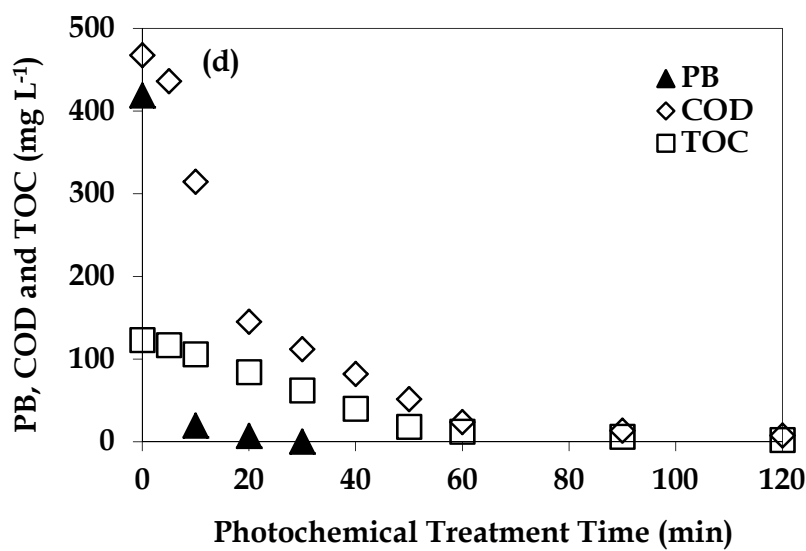 500
400
300
200
100
0
PB, COD and TOC (mg L-1)
(d)
PB
COD
TOC
0 20 40 60 80 100 120
Photochemical Treatment Time (min)